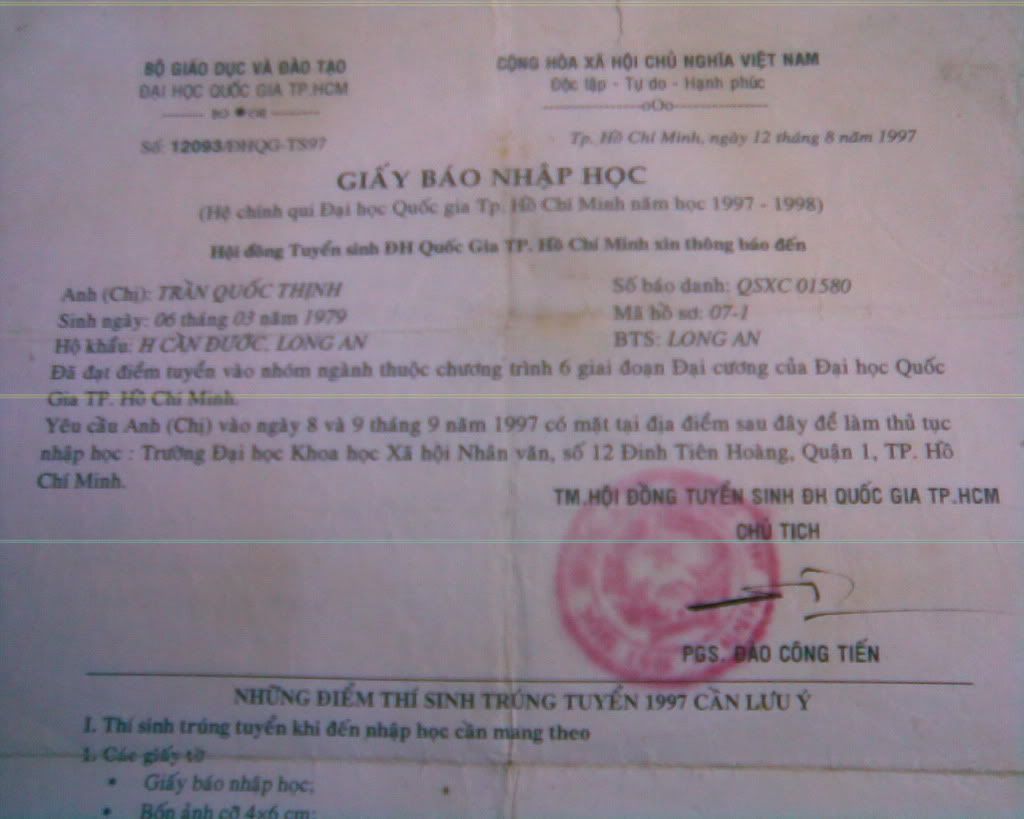 BỘ GIÁO DỤC VÀ ĐÀO TẠO
ĐẠI HỌC QUỐC GIA TP.HCM
CỘNG HÒA XÃ HỘI CHỦ NGHĨA VIỆT NAM
Độc lập - Tự do - Hạnh phúc
oOo
Số: 12093/ĐHQG-TS97
Tp. Hồ Chí Minh, ngày 12 tháng 8 năm 1997
GIẤY BÁO NHẬP HỌC
(Hệ chính qui Đại học Quốc gia Tp. Hồ Chí Minh năm học 1997 - 1998)
Hội đồng Tuyển sinh ĐH Quốc Gia TP. Hồ Chí Minh xin thông báo đến
Anh (Chị): TRẦN QUỐC THỊNH
Số báo danh: QSXC 01580
Sinh ngày: 06 tháng 03 năm 1979
Mã hồ sơ: 07-1
Hộ khẩu: H CẦN ĐƯỚC, LONG AN
BTS: LONG AN
Đã đạt điểm tuyển vào nhóm ngành thuộc chương trình 6 giai đoạn Đại cương của Đại học Quốc
Gia TP. Hồ Chí Minh.
Yêu cầu Anh (Chị) vào ngày 8 và 9 tháng 9 năm 1997 có mặt tại địa điểm sau đây để làm thủ tục
nhập học : Trường Đại học Khoa học Xã hội Nhân văn, số 12 Đinh Tiên Hoàng, Quận 1, TP. Hồ
Chí Minh.
TM.HỘI ĐỒNG TUYỂN SINH ĐH QUỐC GIA TP.HCM
CHỦ TỊCH
PGS. ĐÀO CÔNG TIẾN
NHỮNG ĐIỂM THÍ SINH TRÚNG TUYỂN 1997 CẦN LƯU Ý
I. Thí sinh trúng tuyển khi đến nhập học cần mang theo
1. Các giấy tờ
• Giấy báo nhập học;
• Bốn ảnh cỡ 4x6 cm;